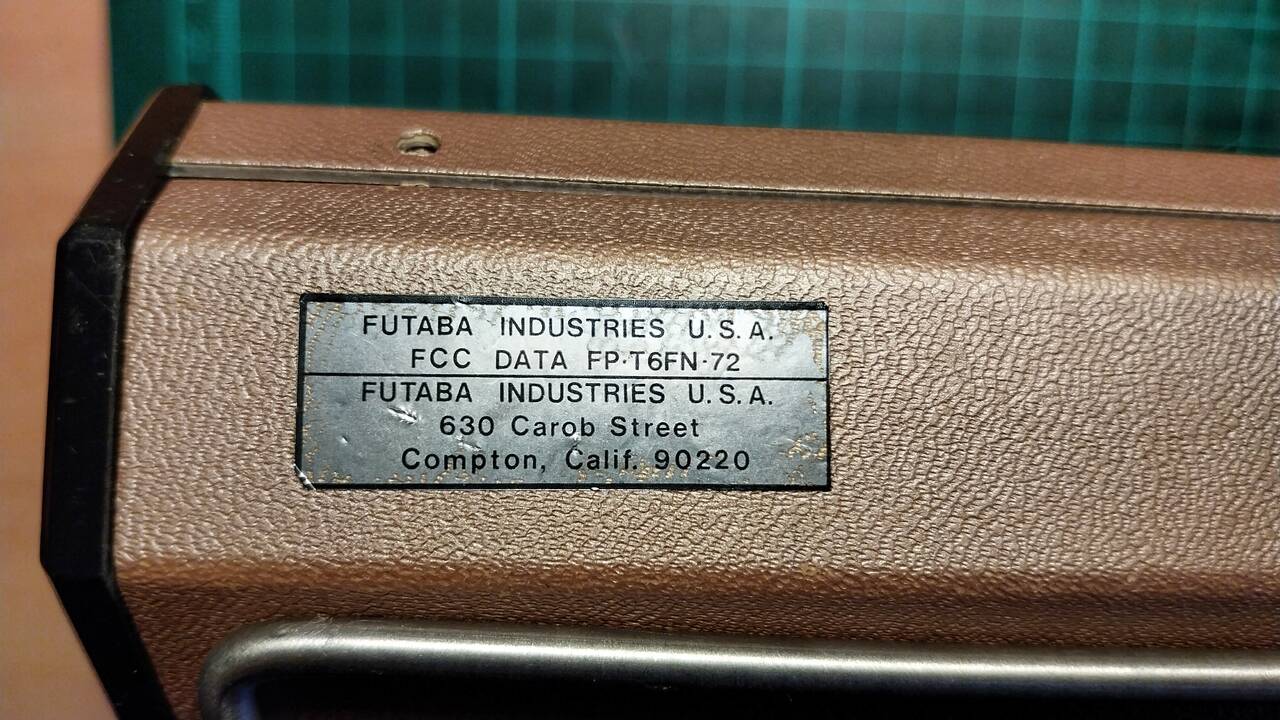 FUTABA INDUSTRIES U.S.A.
FCC DATA FP-T6FN-72
FUTABA INDUSTRIES U.S.A.
630 Carob Street
Compton, Calif. 90220